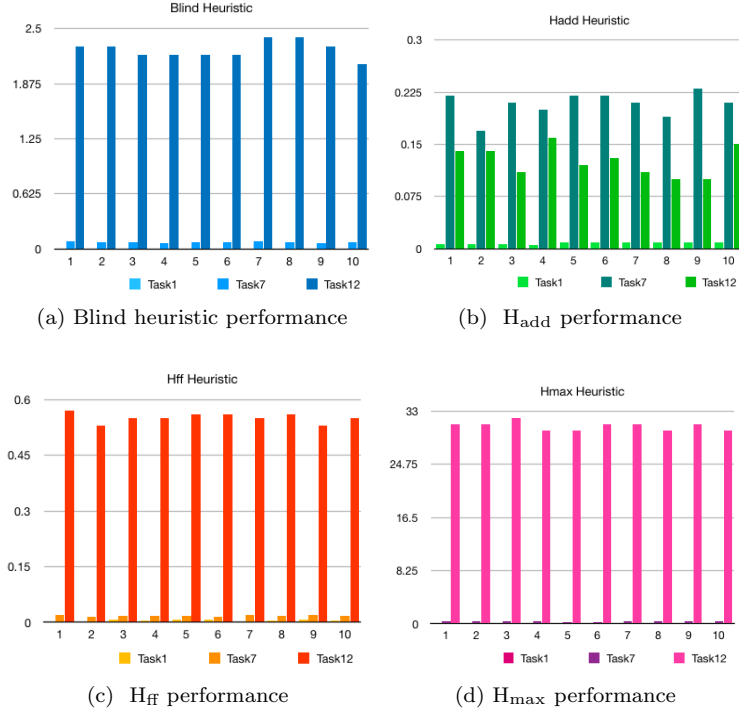 Blind Heuristic
2.5
1.875
1.25
0.625
0
1 2 3 4 5 6 7 8 9 10
Task1 Task7 Task12
(a) Blind heuristic performance
Hadd Heuristic
0.3
0.225
0.15
0.075
0
1 2 3 4 5 6 7 8 9 10
Task1 Task7 Task12
(b) Hadd performance
Hff Heuristic
0.6
0.45
0.3
0.15
0
1 2 3 4 5 6 7 8 9 10
Task1 Task7 Task12
(c) Hff performance
Hmax Heuristic
33
24.75
16.5
8.25
0
1 2 3 4 5 6 7 8 9 10
Task1 Task7 Task12
(d) Hmax performance